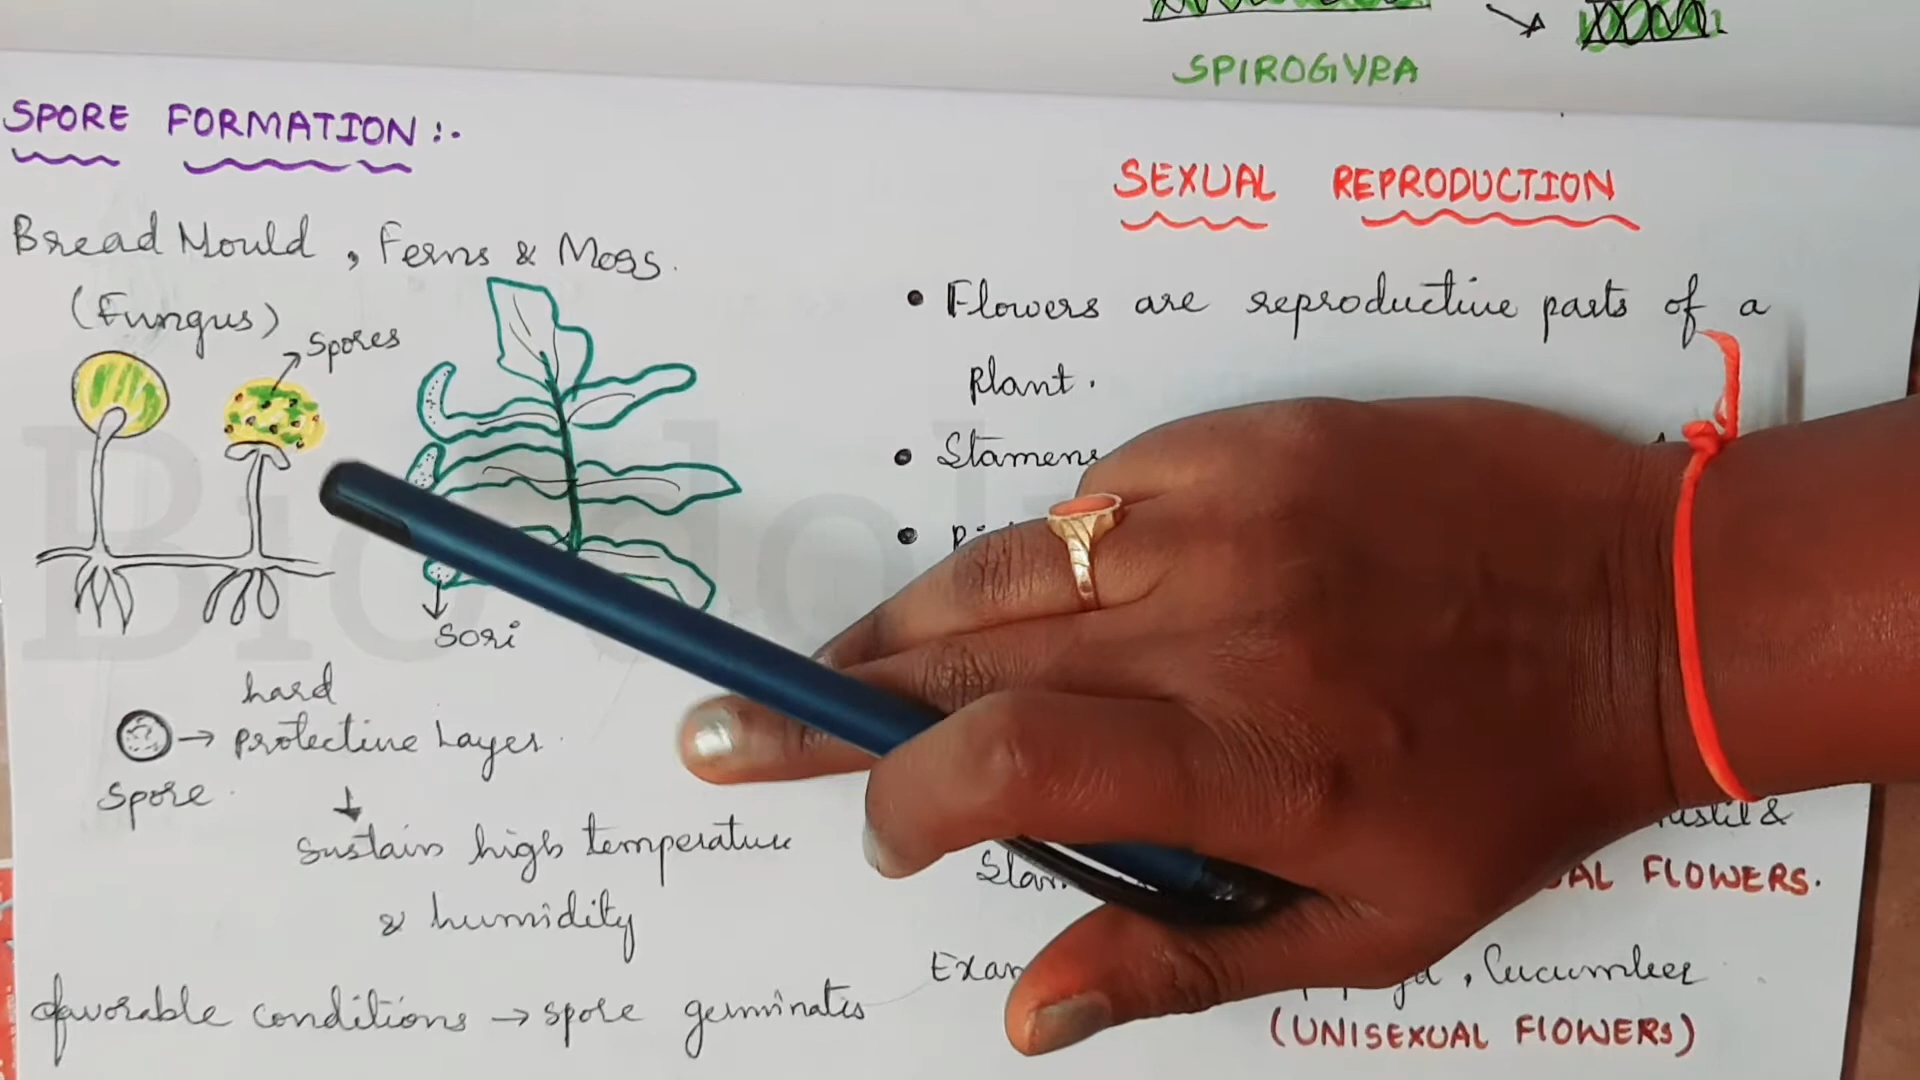 SPIROGYRA
SPORE FORMATION :-
Bread Mould, Ferns & Moss.
(Fungus)
Spores
Sori
hard
protective Layer.
Spore.
Sustain high temperature
& humidity
favorable conditions → spore germinates
SEXUAL REPRODUCTION
• Flowers are reproductive parts of a
plant.
• Stamens
•
&
FLOWERS.
, Cucumber
(UNISEXUAL FLOWERS)